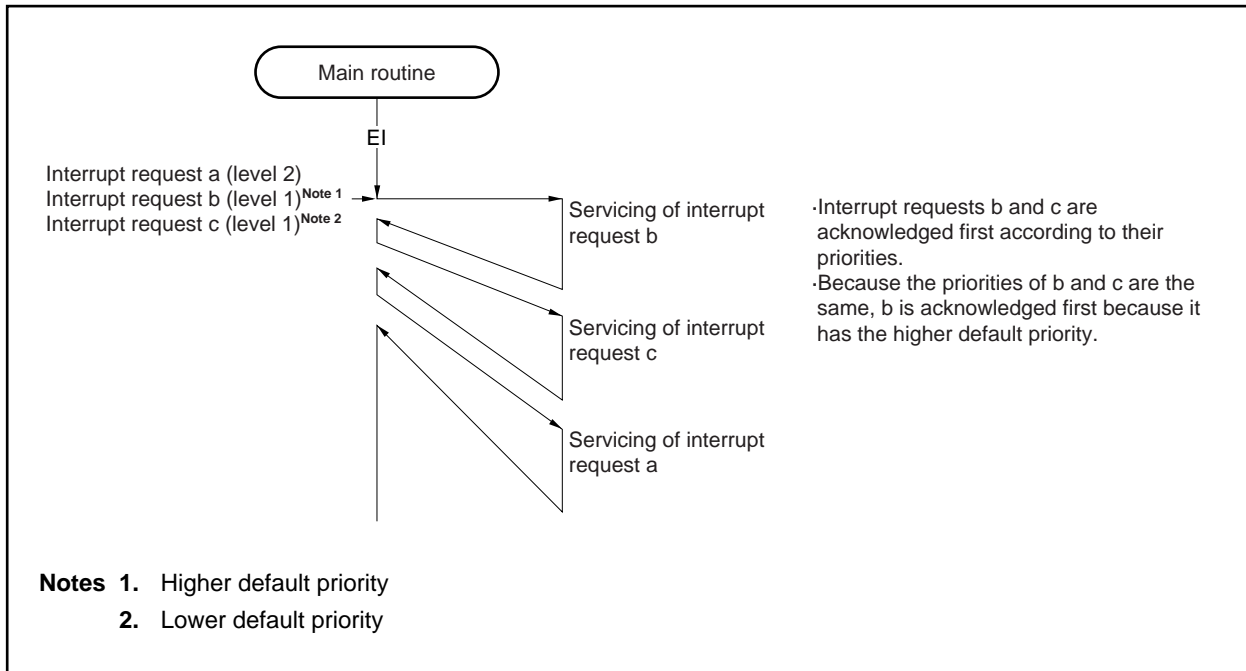 Main routine
EI
Interrupt request a (level 2)
Interrupt request b (level 1)Note 1
Interrupt request c (level 1)Note 2
Servicing of interrupt
request b
Servicing of interrupt
request c
Servicing of interrupt
request a
·Interrupt requests b and c are
acknowledged first according to their
priorities.
·Because the priorities of b and c are the
same, b is acknowledged first because it
has the higher default priority.
Notes 1. Higher default priority
2. Lower default priority